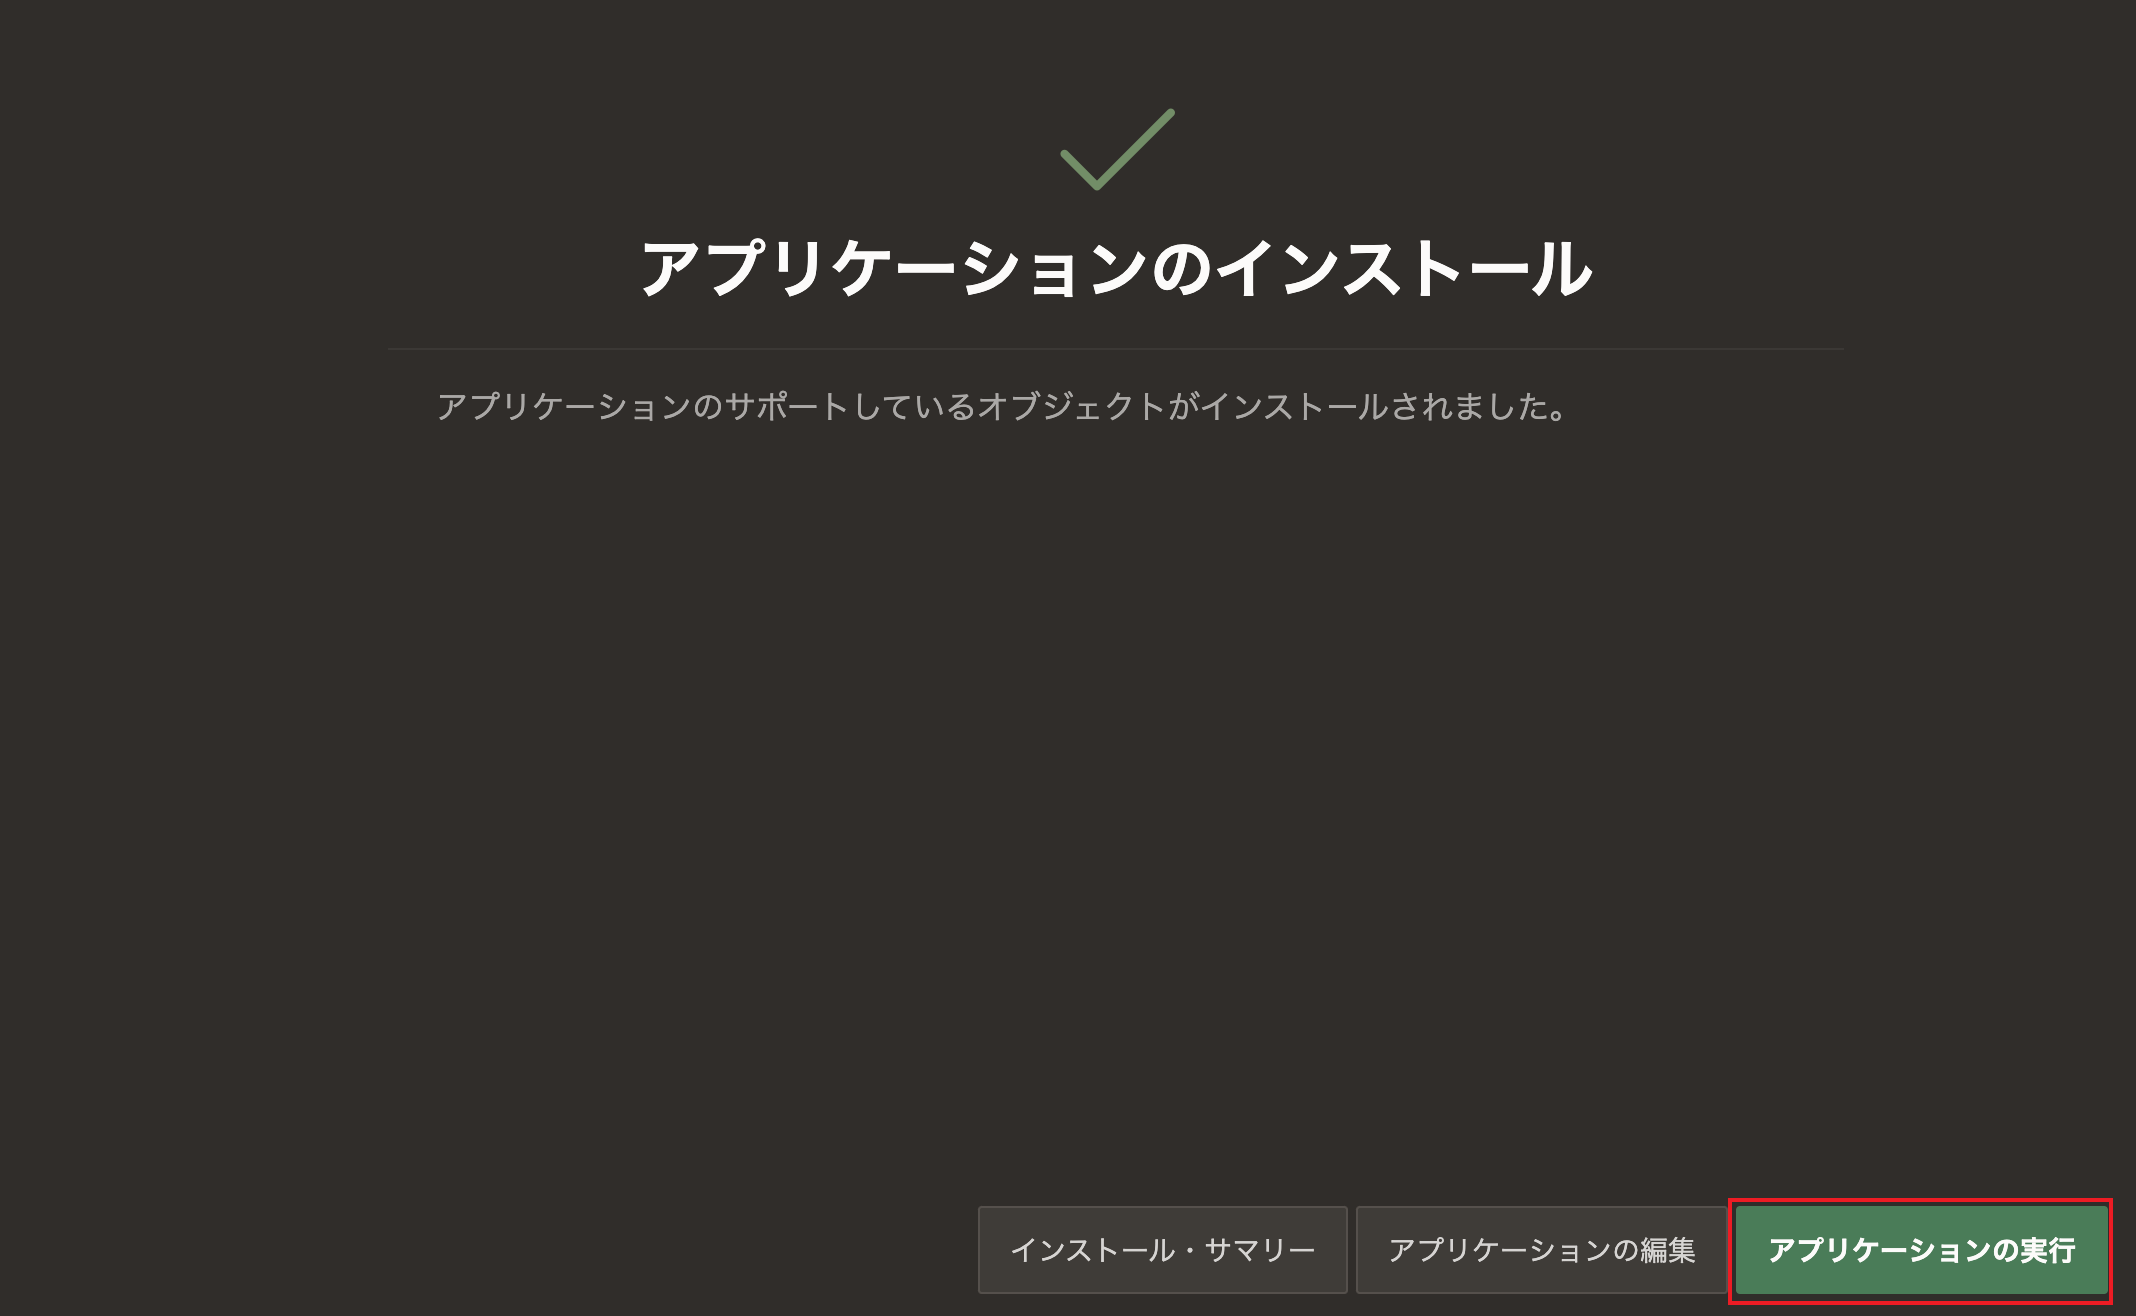 アプリケーションのインストール
アプリケーションのサポートしているオブジェクトがインストールされました。
インストール・サマリー
アプリケーションの編集
アプリケーションの実行